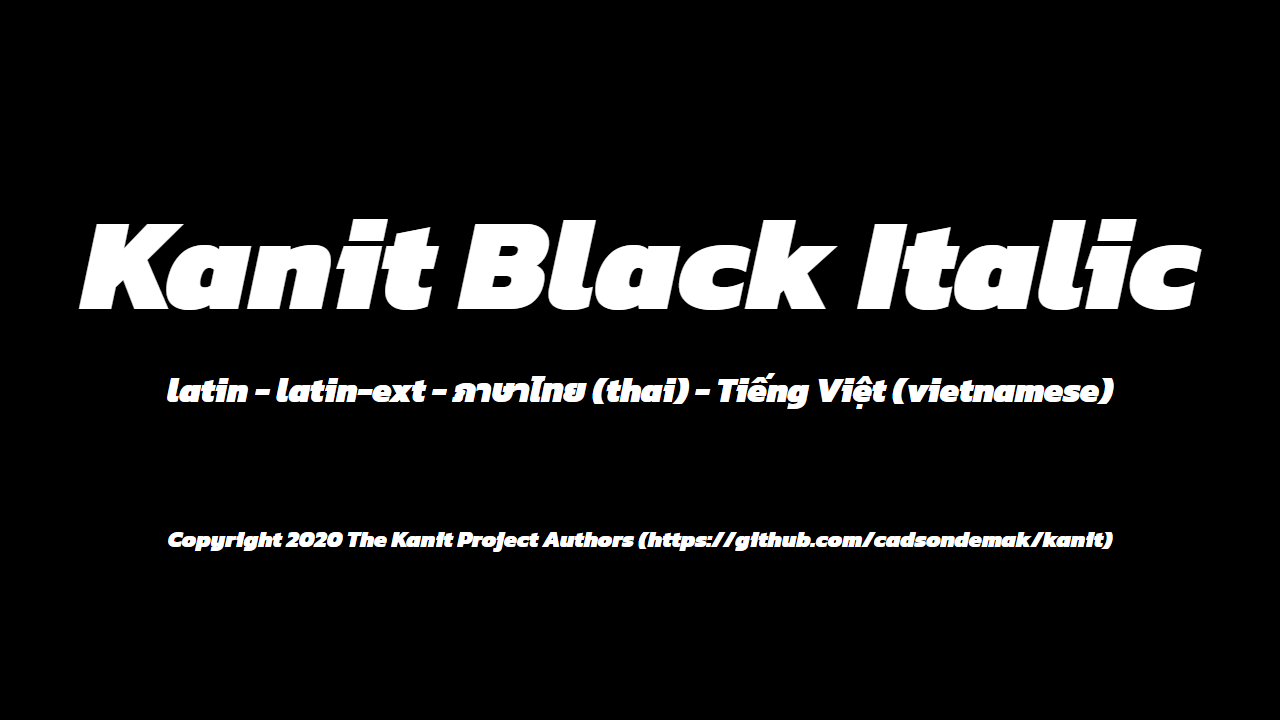 Kanit Black Italic
latin - latin-ext - ภาษาไทย (thai) - Tiếng Việt (vietnamese)
Copyright 2020 The Kanit Project Authors (https://github.com/cadsondemak/kanit)